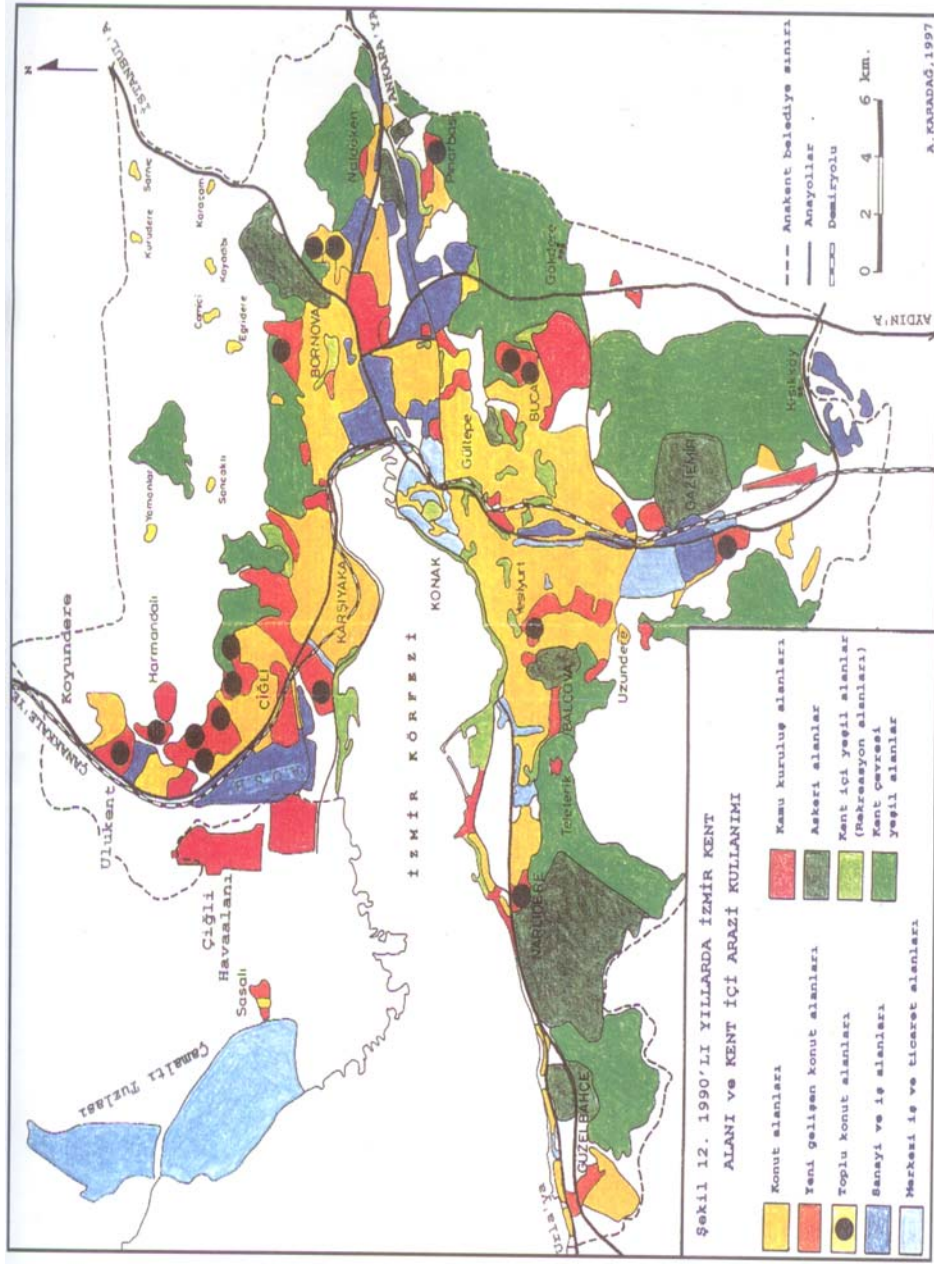 N
İSTANBUL'A
ÇANAKKALE'YE
ANKARA'YA
Koyundere
Ulukent
Harmandalı
Yamanlar
Sancaklı
Kurudere
Sarnıç
Camiçi
Kayadibi
Karaçam
Eğridere
Çiğli
Havaalanı
Sasalı
Çamaltı
Tuzlası
ÇİĞLİ
KARŞIYAKA
BORNOVA
Naldöken
Pınarbaşı
İZMİR KÖRFEZİ
KONAK
Gültepe
BUCA
Gökdere
Yeşilyurt
BALÇOVA
Uzundere
GAZİEMİR
Kısıkköy
AYDIN'A
Teleferik
NARLIDERE
GÜZELBAHÇE
Urla'ya
Şekil 12. 1990'LI YILLARDA İZMİR KENT
ALANI ve KENT İÇİ ARAZİ KULLANIMI
Konut alanları
Yeni gelişen konut alanları
Toplu konut alanları
Sanayi ve iş alanları
Merkezi iş ve ticaret alanları
Kamu kuruluş alanları
Askeri alanlar
Kent içi yeşil alanlar
(Rekreasyon alanları)
Kent çevresi
yeşil alanlar
Anakent belediye sınırı
Anayollar
Demiryolu
0 2 4 6 km.
A. KARADAĞ, 1997